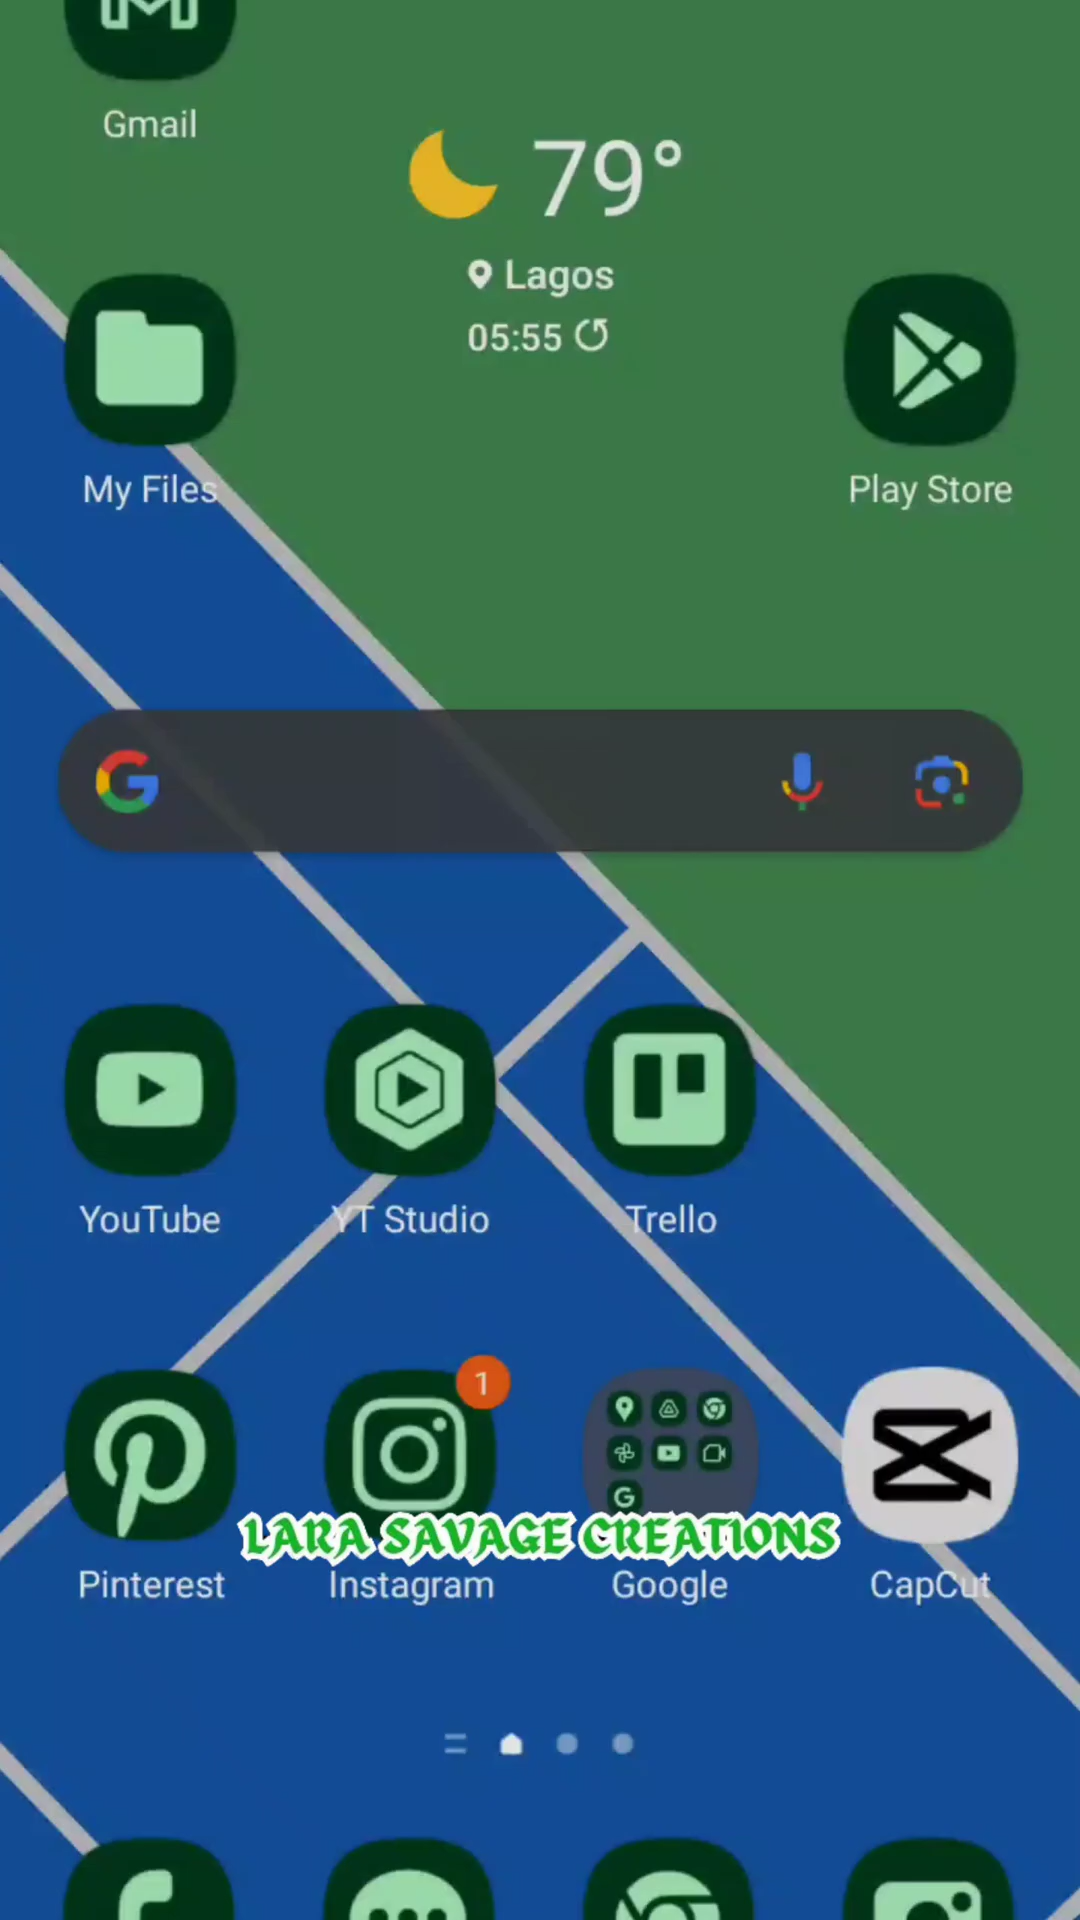 Gmail
79°
Lagos
05:55
My Files
Play Store
YouTube
YT Studio
Trello
1
LARA SAVAGE CREATIONS
Pinterest
Instagram
Google
CapCut